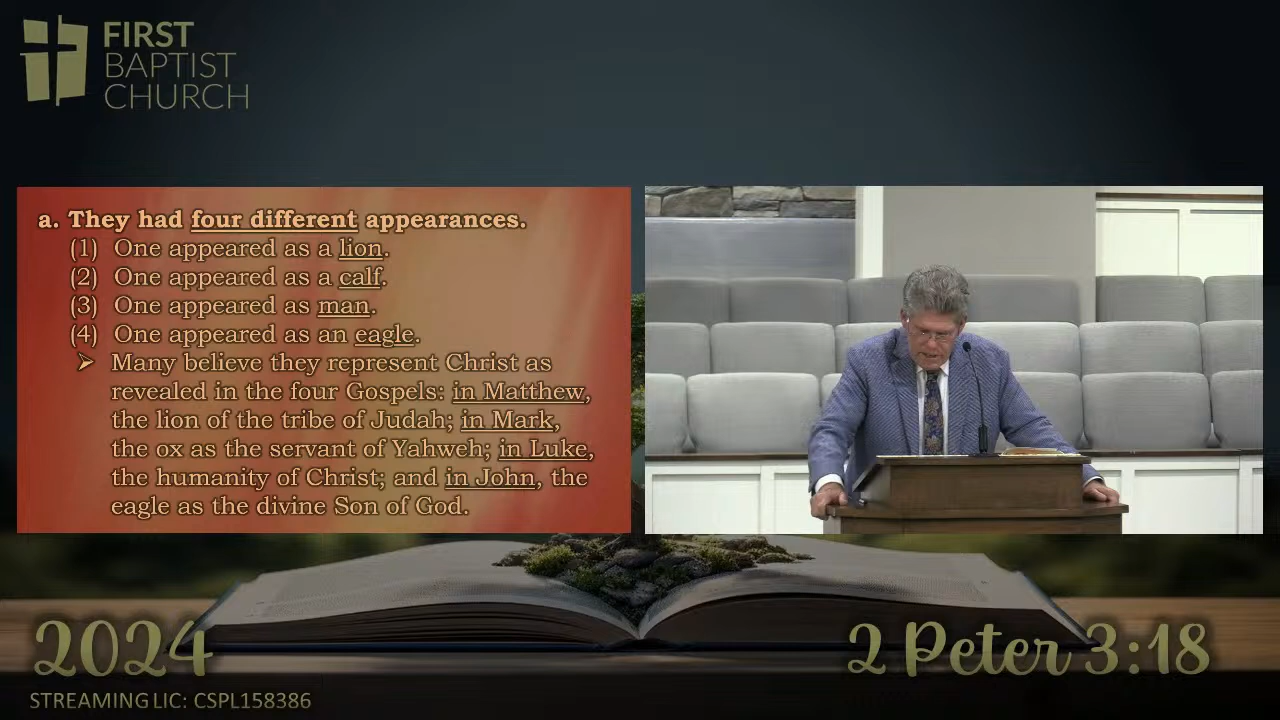 FIRST
BAPTIST
CHURCH
a. They had four different appearances.
(1) One appeared as a lion.
(2) One appeared as a calf.
(3) One appeared as man.
(4) One appeared as an eagle.
➢ Many believe they represent Christ as
revealed in the four Gospels: in Matthew,
the lion of the tribe of Judah; in Mark,
the ox as the servant of Yahweh; in Luke,
the humanity of Christ; and in John, the
eagle as the divine Son of God.
2024
2 Peter 3:18
STREAMING LIC: CSPL158386